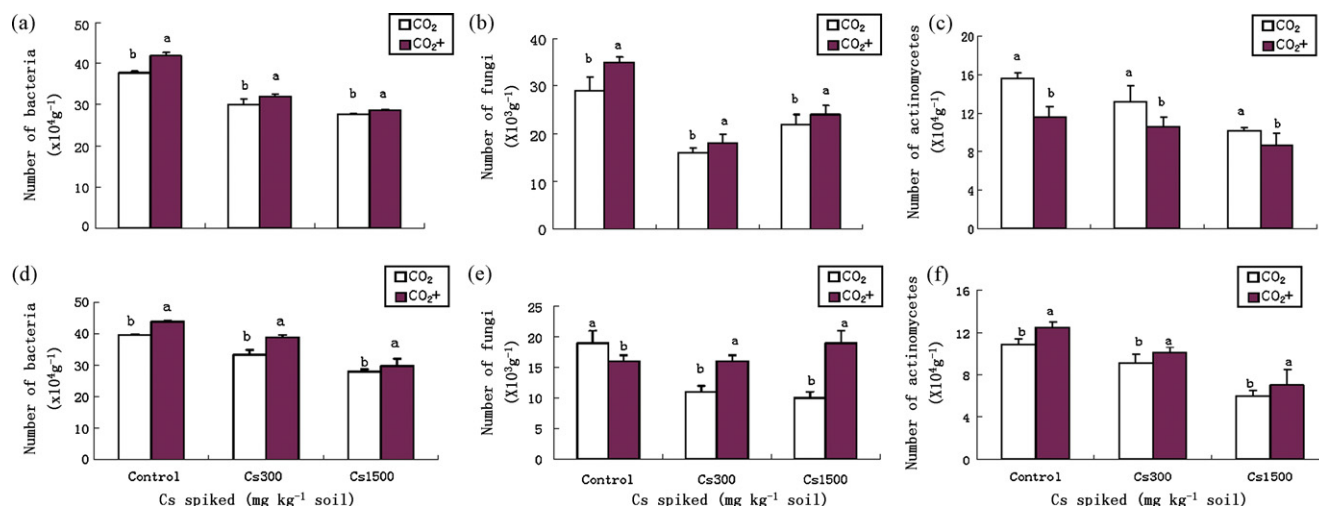 (a)
Number of bacteria
(x10⁴g⁻¹)
50
40
30
20
10
0
CO₂
CO₂+
b
a
b
a
b
a
(b)
Number of fungi
(X10³g⁻¹)
40
30
20
10
0
CO₂
CO₂+
b
a
b
a
b
a
(c)
Number of actinomycetes
(X10⁴g⁻¹)
20
16
12
8
4
0
CO₂
CO₂+
a
b
a
b
a
b
(d)
Number of bacteria
(x10⁴g⁻¹)
50
40
30
20
10
0
CO₂
CO₂+
b
a
b
a
b
a
Control
Cs300
Cs1500
Cs spiked (mg kg⁻¹ soil)
(e)
Number of fungi
(X10³g⁻¹)
25
20
15
10
5
0
CO₂
CO₂+
a
b
b
a
b
a
Control
Cs300
Cs1500
Cs spiked (mg kg⁻¹ soil)
(f)
Number of actinomycetes
(X10⁴g⁻¹)
16
12
8
4
0
CO₂
CO₂+
b
a
b
a
b
a
Control
Cs300
Cs1500
Cs spiked (mg kg⁻¹ soil)